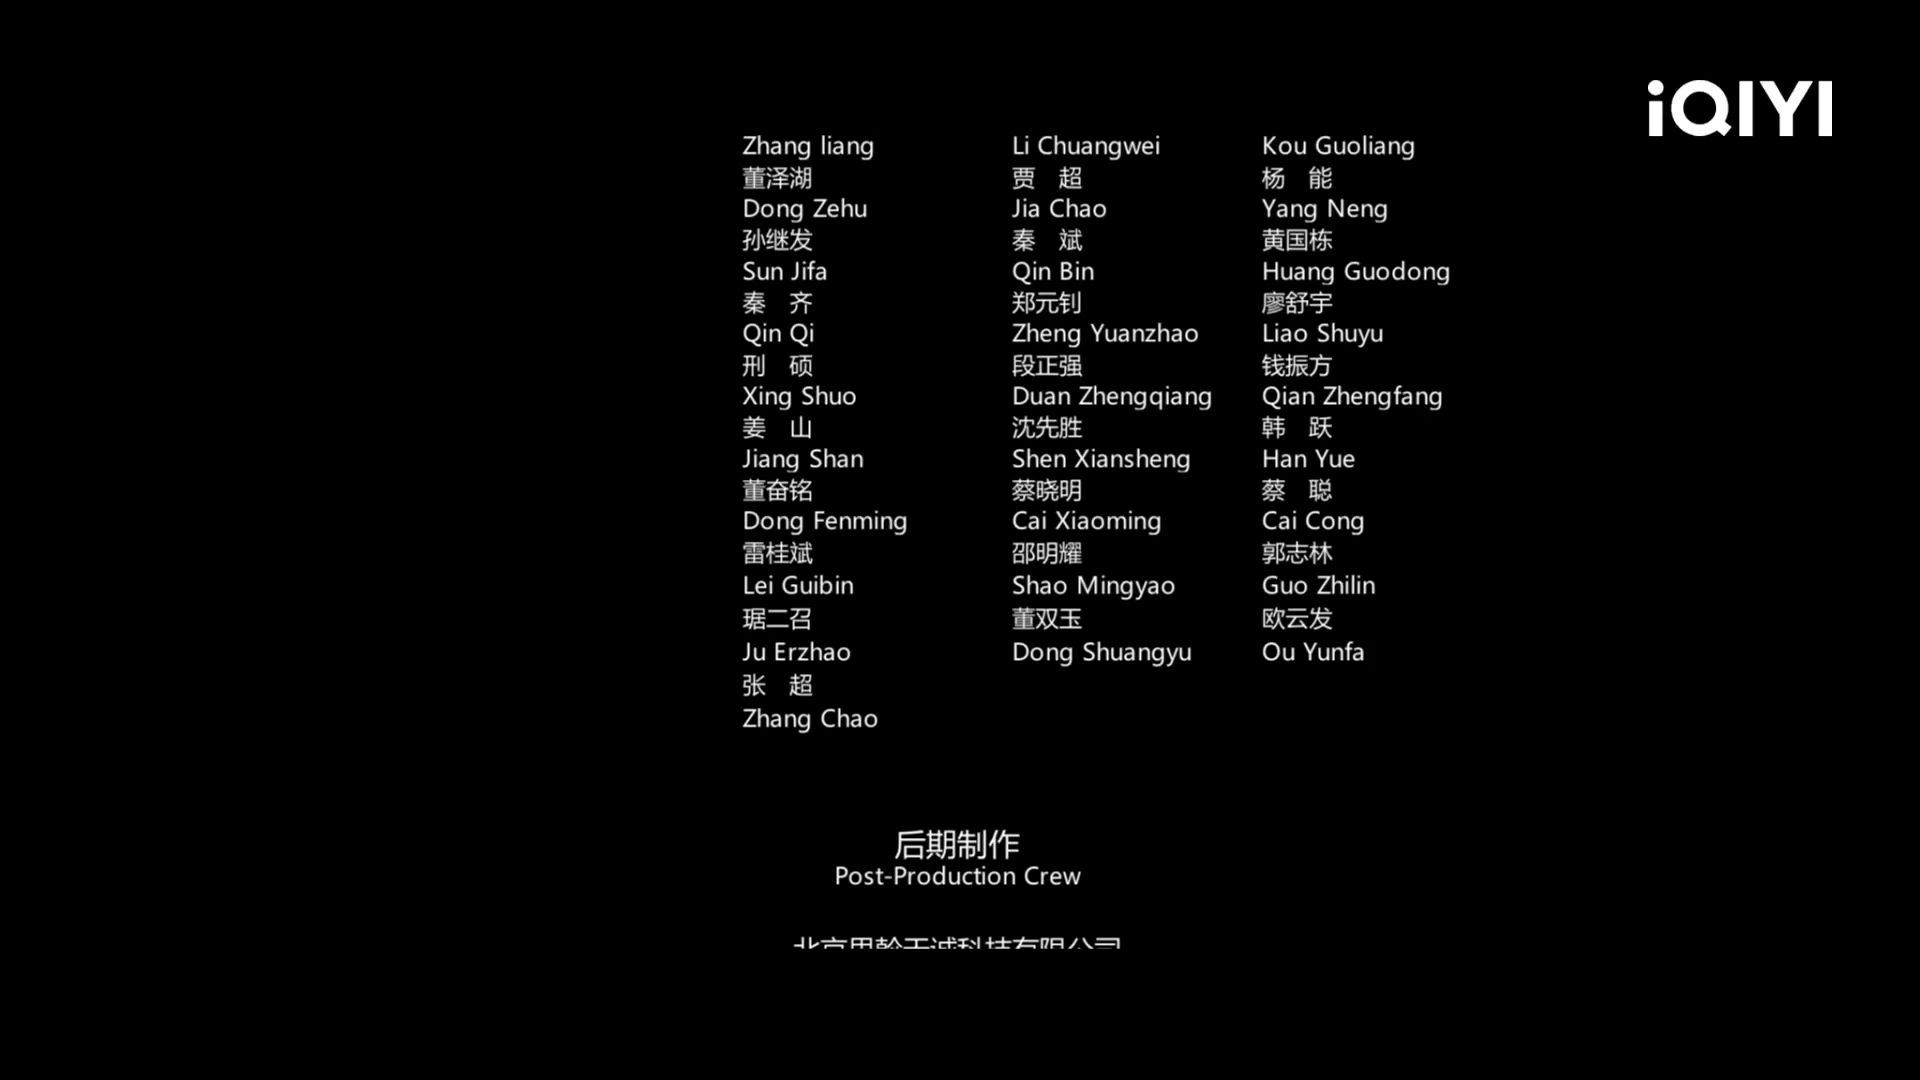 iQIYI
Zhang liang Li Chuangwei Kou Guoliang
董泽湖 贾 超 杨 能
Dong Zehu Jia Chao Yang Neng
孙继发 秦 斌 黄国栋
Sun Jifa Qin Bin Huang Guodong
秦 齐 郑元钊 廖舒宇
Qin Qi Zheng Yuanzhao Liao Shuyu
刑 硕 段正强 钱振方
Xing Shuo Duan Zhengqiang Qian Zhengfang
姜 山 沈先胜 韩 跃
Jiang Shan Shen Xiansheng Han Yue
董奋铭 蔡晓明 蔡 聪
Dong Fenming Cai Xiaoming Cai Cong
雷桂斌 邵明耀 郭志林
Lei Guibin Shao Mingyao Guo Zhilin
琚二召 董双玉 欧云发
Ju Erzhao Dong Shuangyu Ou Yunfa
张 超
Zhang Chao
后期制作
Post-Production Crew